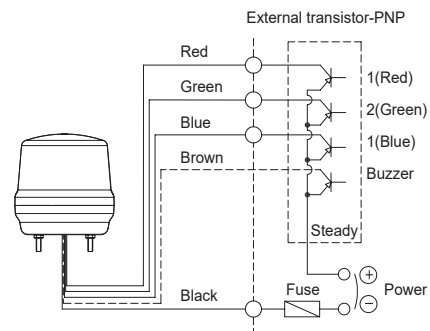 External transistor-PNP
Red
1(Red)
Green
2(Green)
Blue
1(Blue)
Brown
Buzzer
Steady
+
Black
Fuse
Power
−